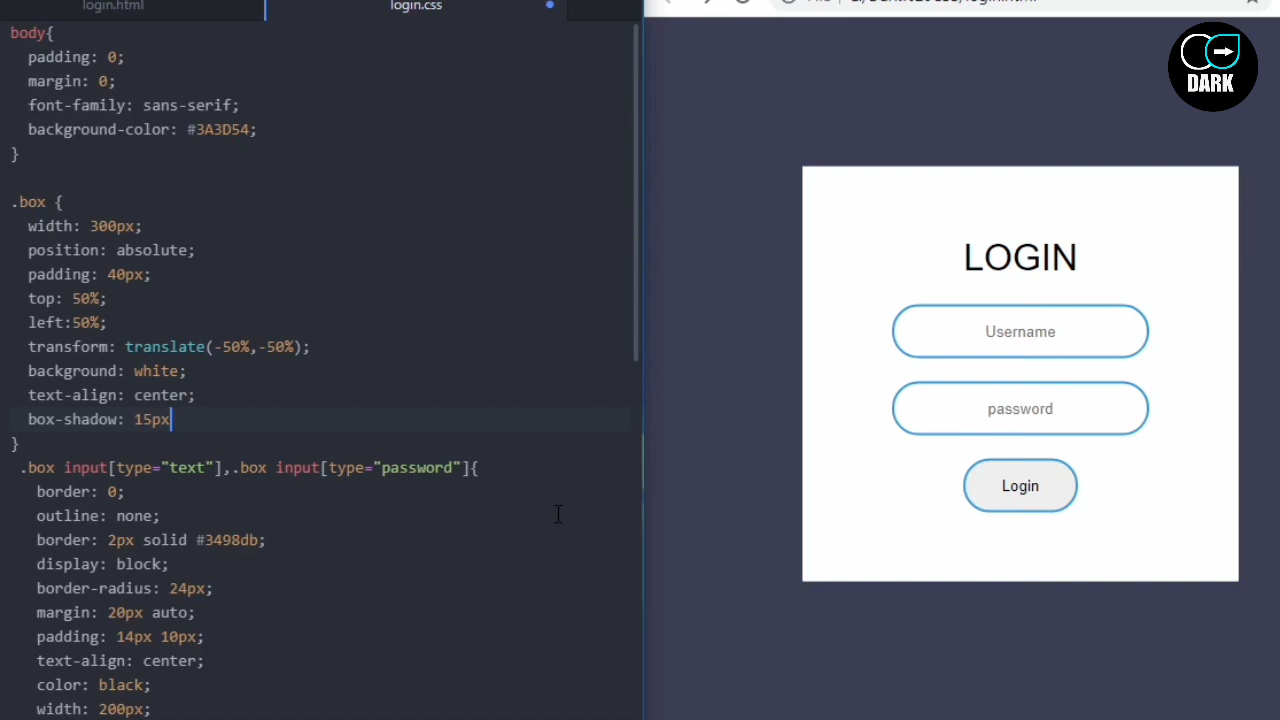 login.html
login.css
body{
padding: 0;
margin: 0;
font-family: sans-serif;
background-color: #3A3D54;
}
.box {
width: 300px;
position: absolute;
padding: 40px;
top: 50%;
left:50%;
transform: translate(-50%,-50%);
background: white;
text-align: center;
box-shadow: 15px
}
.box input[type="text"],.box input[type="password"]{
border: 0;
outline: none;
border: 2px solid #3498db;
display: block;
border-radius: 24px;
margin: 20px auto;
padding: 14px 10px;
text-align: center;
color: black;
width: 200px;
DARK
LOGIN
Username
password
Login